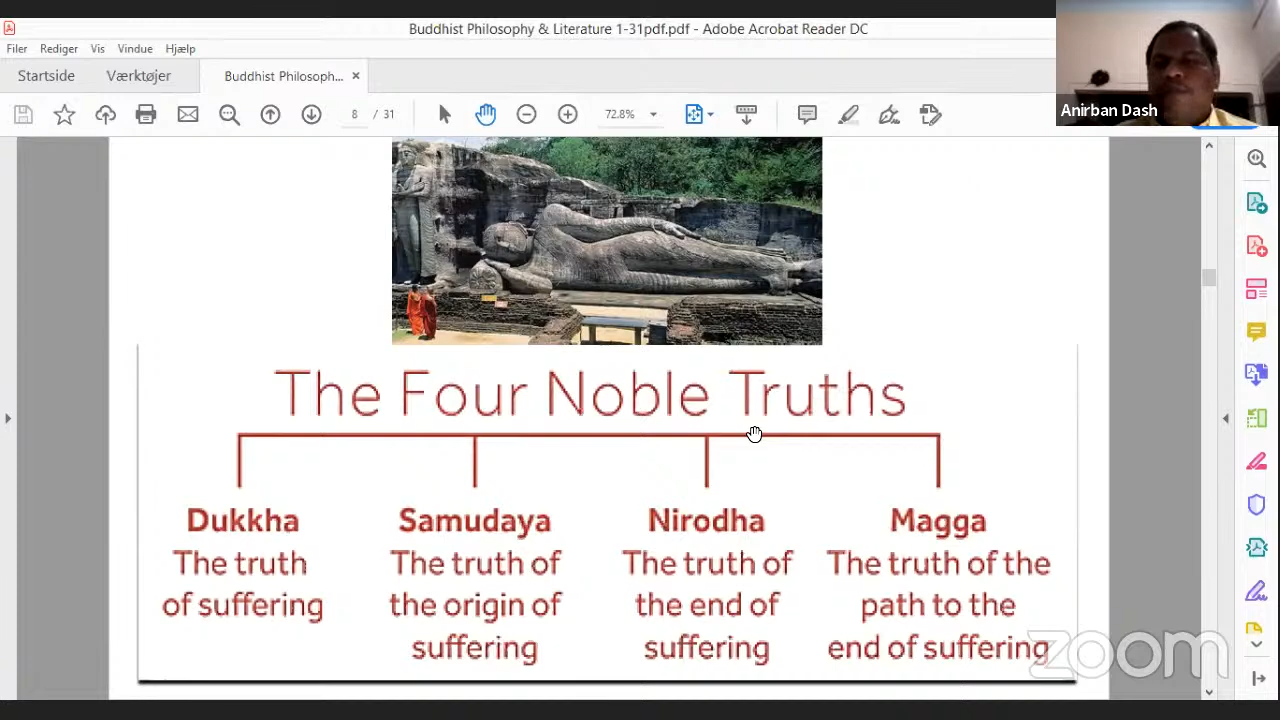 Buddhist Philosophy & Literature 1-31pdf.pdf - Adobe Acrobat Reader DC
Filer Rediger Vis Vindue Hjælp
Startside Værktøjer Buddhist Philosoph... ×
8 / 31 72.8%
Anirban Dash
The Four Noble Truths
Dukkha
The truth
of suffering
Samudaya
The truth of
the origin of
suffering
Nirodha
The truth of
the end of
suffering
Magga
The truth of the
path to the
end of suffering
zoom